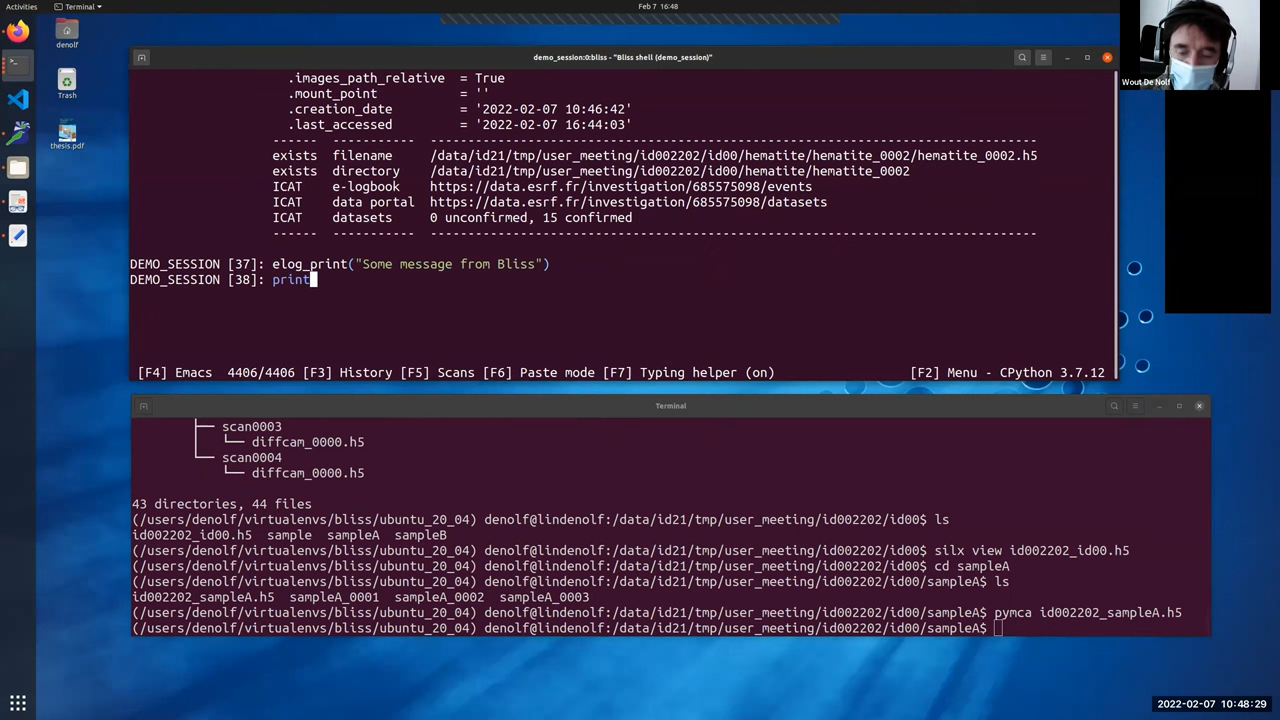 Activities
Terminal
Feb 7 16:48
denolf
Trash
thesis.pdf
Wout De Nolf
demo_session:0:bliss - "Bliss shell (demo_session)"
.images_path_relative = True
.mount_point = ''
.creation_date = '2022-02-07 10:46:42'
.last_accessed = '2022-02-07 16:44:03'
------ ----------- ---------------------------------------------------------------------------------
exists filename /data/id21/tmp/user_meeting/id002202/id00/hematite/hematite_0002/hematite_0002.h5
exists directory /data/id21/tmp/user_meeting/id002202/id00/hematite/hematite_0002
ICAT e-logbook https://data.esrf.fr/investigation/685575098/events
ICAT data portal https://data.esrf.fr/investigation/685575098/datasets
ICAT datasets 0 unconfirmed, 15 confirmed
------ ----------- ---------------------------------------------------------------------------------
DEMO_SESSION [37]: elog_print("Some message from Bliss")
DEMO_SESSION [38]: print
[F4] Emacs 4406/4406 [F3] History [F5] Scans [F6] Paste mode [F7] Typing helper (on) [F2] Menu - CPython 3.7.12
Terminal
├── scan0003
│   └── diffcam_0000.h5
└── scan0004
└── diffcam_0000.h5
43 directories, 44 files
(/users/denolf/virtualenvs/bliss/ubuntu_20_04) denolf@lindenolf:/data/id21/tmp/user_meeting/id002202/id00$ ls
id002202_id00.h5 sample sampleA sampleB
(/users/denolf/virtualenvs/bliss/ubuntu_20_04) denolf@lindenolf:/data/id21/tmp/user_meeting/id002202/id00$ silx view id002202_id00.h5
(/users/denolf/virtualenvs/bliss/ubuntu_20_04) denolf@lindenolf:/data/id21/tmp/user_meeting/id002202/id00$ cd sampleA
(/users/denolf/virtualenvs/bliss/ubuntu_20_04) denolf@lindenolf:/data/id21/tmp/user_meeting/id002202/id00/sampleA$ ls
id002202_sampleA.h5 sampleA_0001 sampleA_0002 sampleA_0003
(/users/denolf/virtualenvs/bliss/ubuntu_20_04) denolf@lindenolf:/data/id21/tmp/user_meeting/id002202/id00/sampleA$ pymca id002202_sampleA.h5
(/users/denolf/virtualenvs/bliss/ubuntu_20_04) denolf@lindenolf:/data/id21/tmp/user_meeting/id002202/id00/sampleA$
2022-02-07 10:48:29